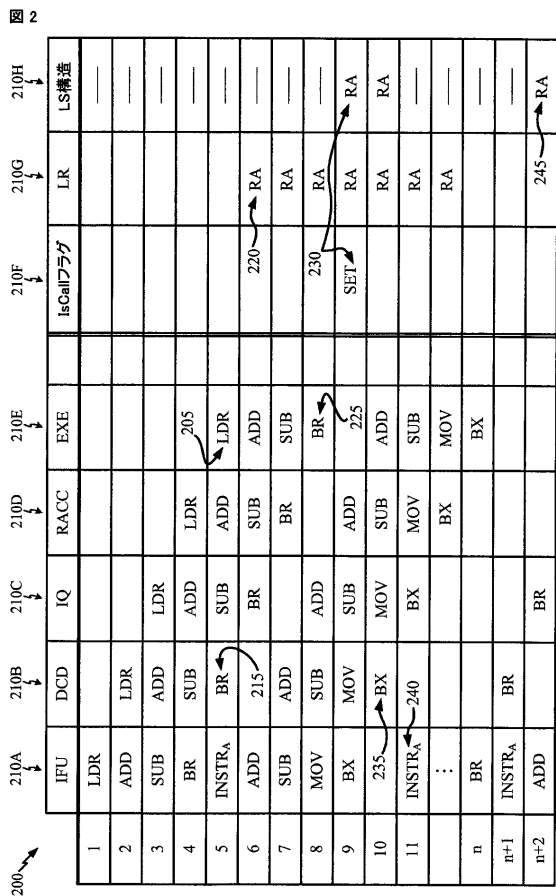 図 2
200
210A 210B 210C 210D 210E 210F 210G 210H
IFU DCD IQ RACC EXE IsCallフラグ LR LS構造
1 LDR —
2 ADD LDR —
3 SUB ADD LDR —
4 BR SUB ADD LDR 205 —
5 INSTRA BR SUB ADD LDR —
6 ADD 215 BR SUB ADD 220 RA —
7 SUB ADD BR SUB RA —
8 MOV SUB ADD BR 230 RA —
9 BX MOV SUB ADD 225 SET RA RA
10 235 BX MOV SUB ADD RA RA
11 INSTRA 240 BX MOV SUB RA —
⋮ BX MOV RA —
n BR BX —
n+1 INSTRA BR —
n+2 ADD BR 245 RA